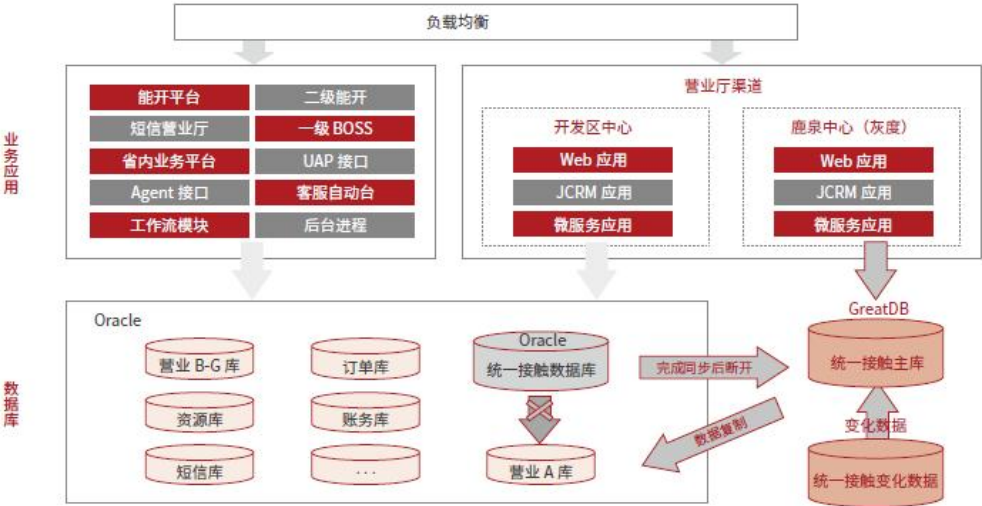 负载均衡
业务应用
能开平台
二级能开
短信营业厅
一级 BOSS
省内业务平台
UAP 接口
Agent 接口
客服自动台
工作流模块
后台进程
营业厅渠道
开发区中心
Web 应用
JCRM 应用
微服务应用
鹿泉中心（灰度）
Web 应用
JCRM 应用
微服务应用
数据库
Oracle
营业 B-G 库
订单库
资源库
账务库
短信库
···
Oracle
统一接触数据库
营业 A 库
完成同步后断开
数据复制
GreatDB
统一接触主库
变化数据
统一接触变化数据